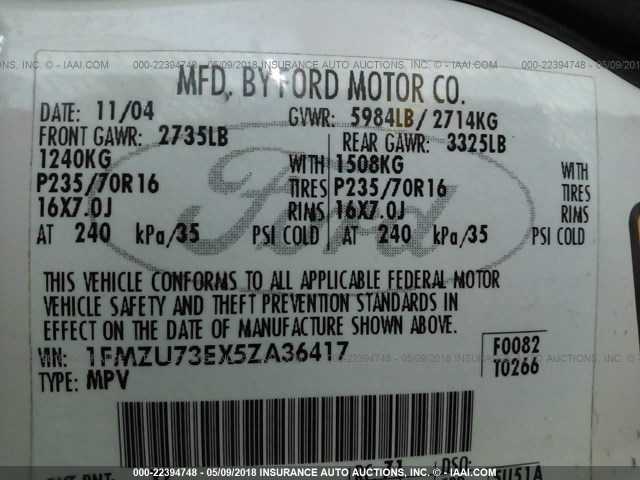 © - IAAI.com 000-22394748 - 05/09/2018 INSURANCE AUTO AUCTIONS, INC. © - IAAI.com
MFD. BY FORD MOTOR CO.
DATE: 11/04 GVWR: 5984LB / 2714KG
FRONT GAWR: 2735LB REAR GAWR: 3325LB
1240KG WITH 1508KG WITH
P235/70R16 TIRES P235/70R16 TIRES
16X7.0J RIMS 16X7.0J RIMS
AT 240 kPa/35 PSI COLD AT 240 kPa/35 PSI COLD
Ford
THIS VEHICLE CONFORMS TO ALL APPLICABLE FEDERAL MOTOR
VEHICLE SAFETY AND THEFT PREVENTION STANDARDS IN
EFFECT ON THE DATE OF MANUFACTURE SHOWN ABOVE.
VIN: 1FMZU73EX5ZA36417 F0082
TYPE: MPV T0266
DSO:
5U51A
000-22394748 - 05/09/2018 INSURANCE AUTO AUCTIONS, INC. © - IAAI.com